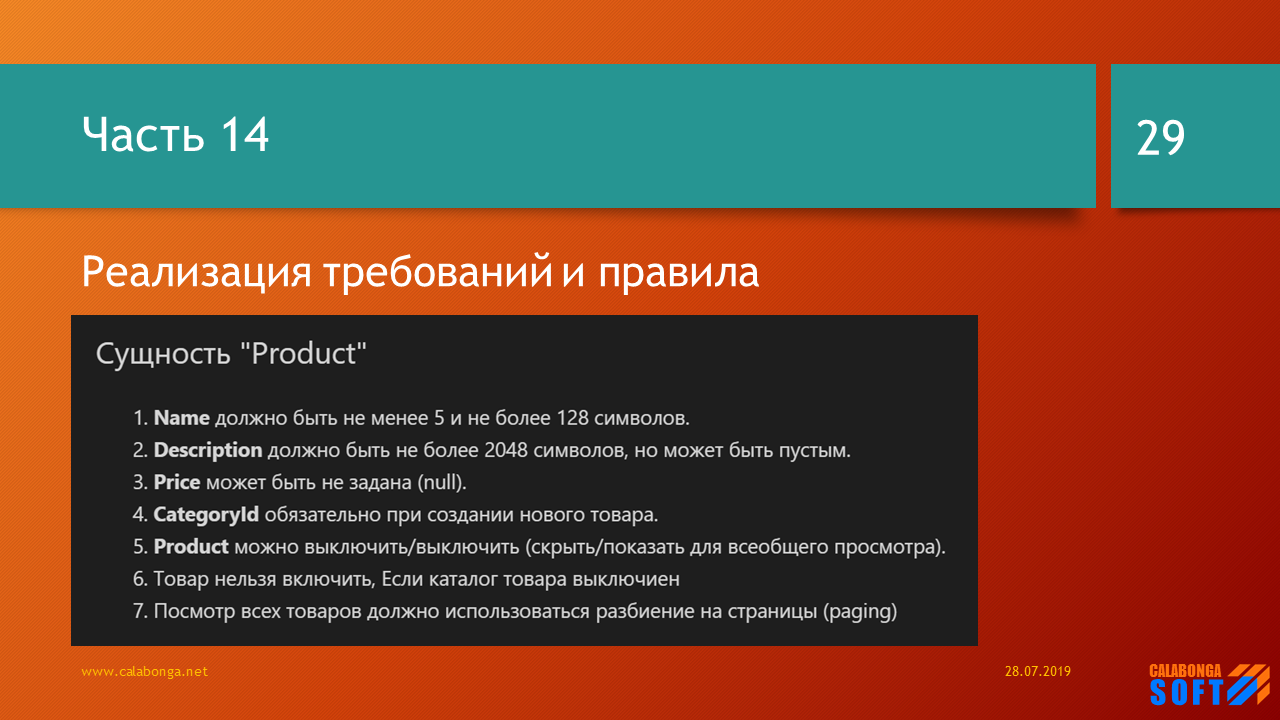 Часть 14
29
Реализация требований и правила
Сущность "Product"
1. Name должно быть не менее 5 и не более 128 символов.
2. Description должно быть не более 2048 символов, но может быть пустым.
3. Price может быть не задана (null).
4. CategoryId обязательно при создании нового товара.
5. Product можно выключить/выключить (скрыть/показать для всеобщего просмотра).
6. Товар нельзя включить, Если каталог товара выключиен
7. Посмотр всех товаров должно использоваться разбиение на страницы (paging)
www.calabonga.net
28.07.2019
CALABONGA
SOFT